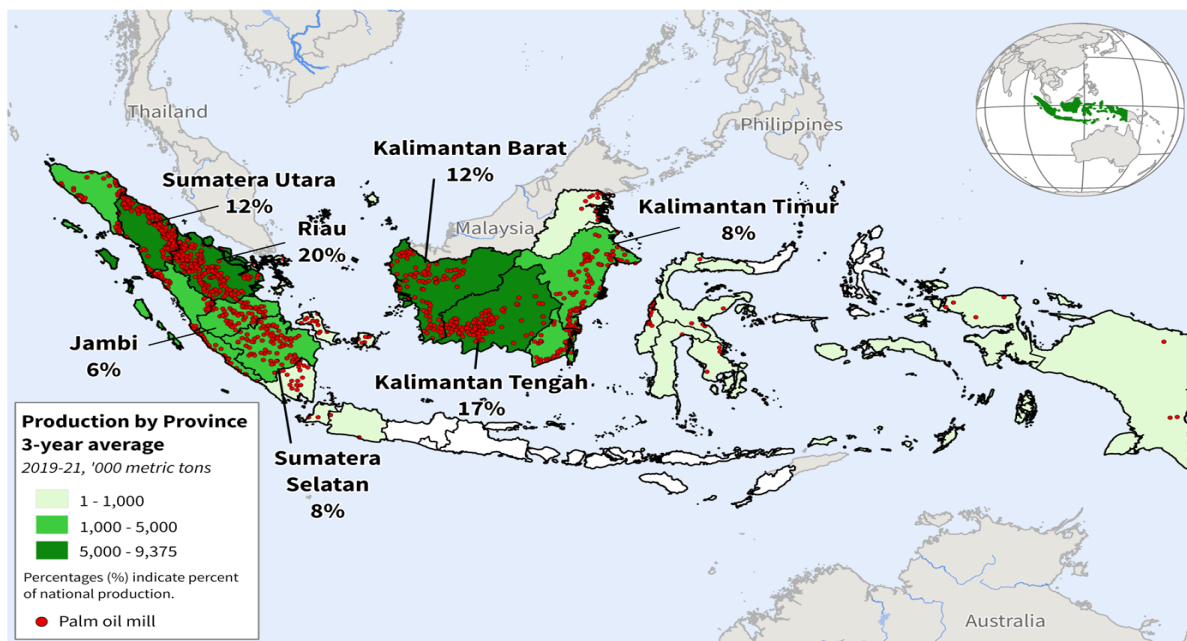 Thailand
Philippines
Malaysia
Australia
Sumatera Utara
12%
Riau
20%
Kalimantan Barat
12%
Kalimantan Timur
8%
Jambi
6%
Kalimantan Tengah
17%
Sumatera
Selatan
8%
Production by Province
3-year average
2019-21, '000 metric tons
1 - 1,000
1,000 - 5,000
5,000 - 9,375
Percentages (%) indicate percent
of national production.
Palm oil mill